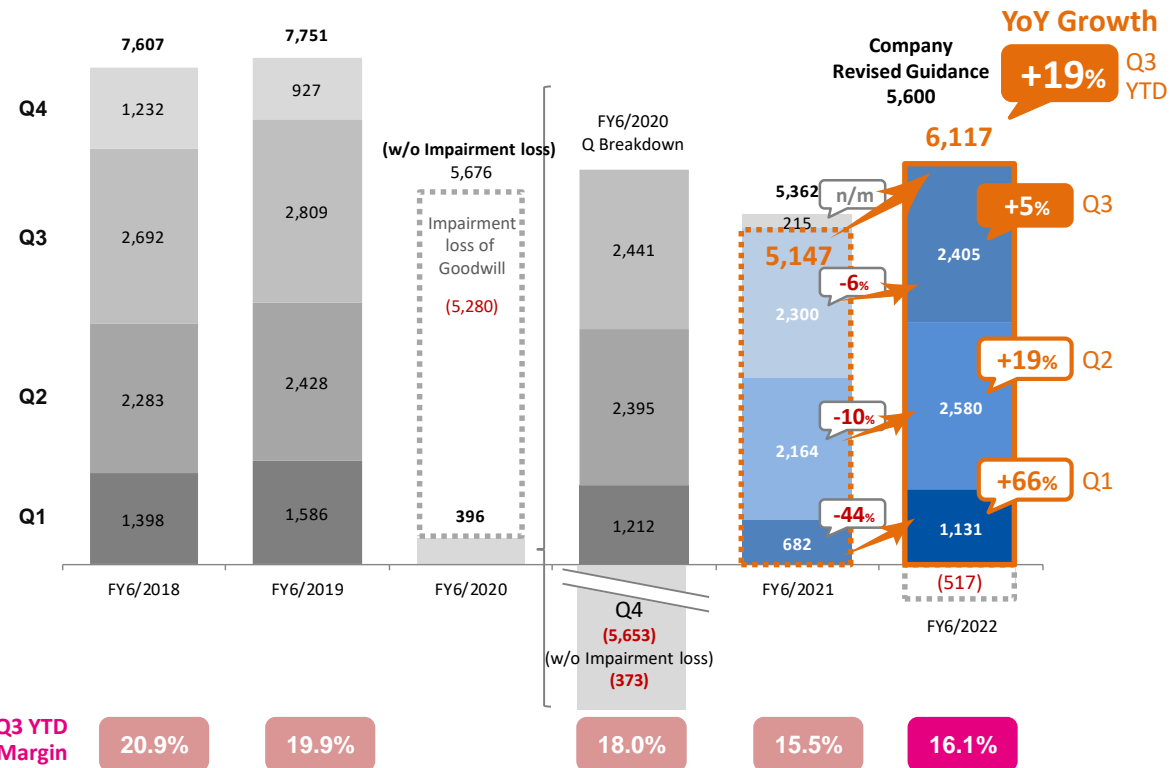 YoY Growth
+19%
Q3
YTD
Company
Revised Guidance
5,600
6,117
7,607
7,751
Q4
1,232
927
(w/o Impairment loss)
5,676
FY6/2020
Q Breakdown
5,362
n/m
215
5,147
Q3
2,692
2,809
Impairment
loss of
Goodwill
(5,280)
2,441
2,300
-6%
2,405
+5%
Q3
Q2
2,283
2,428
2,395
2,164
-10%
2,580
+19%
Q2
Q1
1,398
1,586
396
1,212
682
-44%
1,131
+66%
Q1
FY6/2018
FY6/2019
FY6/2020
FY6/2021
(517)
FY6/2022
Q4
(5,653)
(w/o Impairment loss)
(373)
Q3 YTD
Margin
20.9%
19.9%
18.0%
15.5%
16.1%